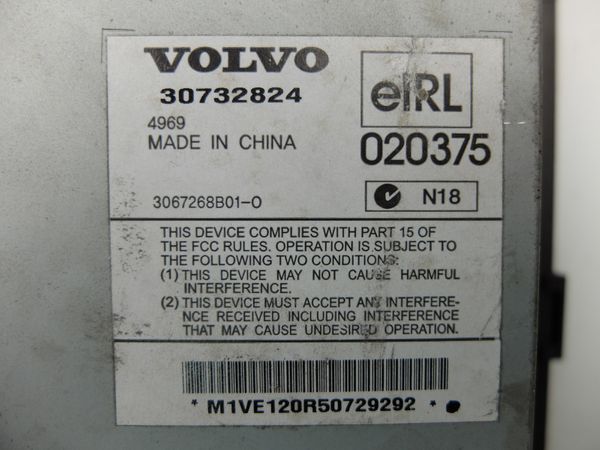 VOLVO
30732824
4969
MADE IN CHINA
3067268B01-O
eIRL
020375
N18
THIS DEVICE COMPLIES WITH PART 15 OF
THE FCC RULES. OPERATION IS SUBJECT TO
THE FOLLOWING TWO CONDITIONS:
(1) THIS DEVICE MAY NOT CAUSE HARMFUL
INTERFERENCE.
(2) THIS DEVICE MUST ACCEPT ANY INTERFERE-
NCE RECEIVED INCLUDING INTERFERENCE
THAT MAY CAUSE UNDESIRED OPERATION.
* M1VE120R50729292 *